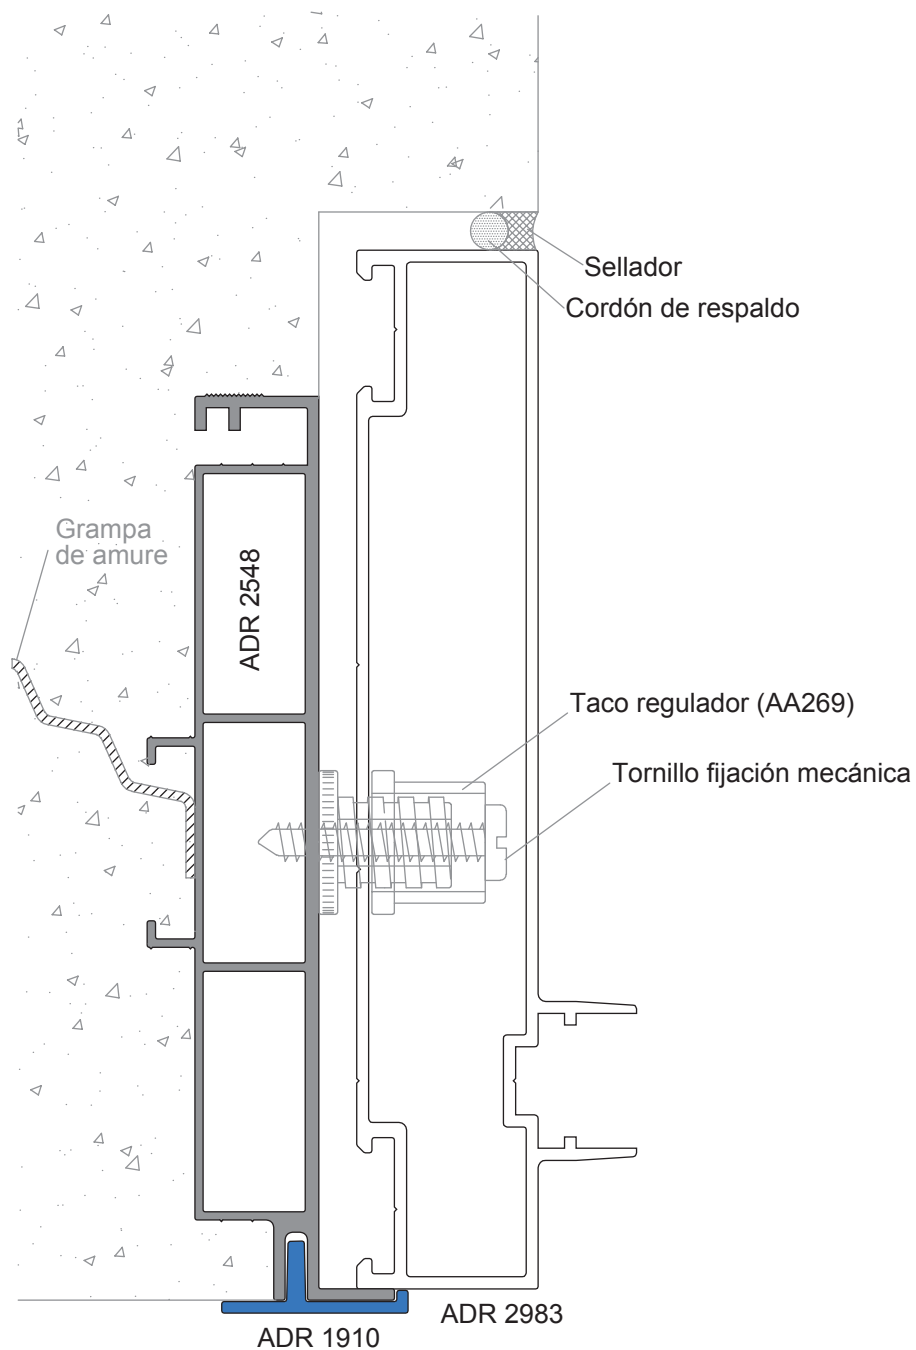 Sellador
Cordón de respaldo
Grampa
de amure
ADR 2548
Taco regulador (AA269)
Tornillo fijación mecánica
ADR 2983
ADR 1910